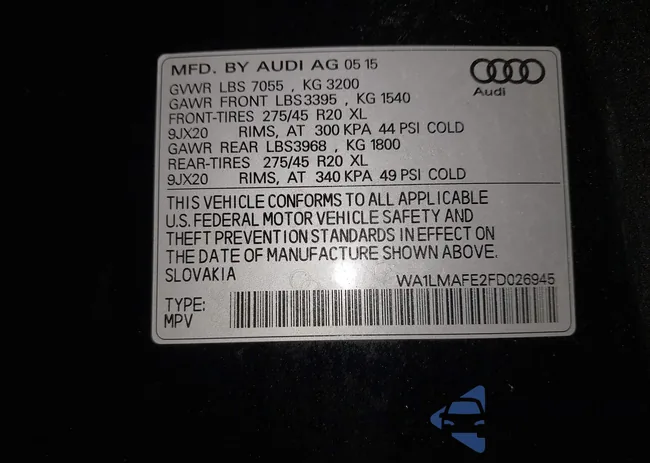 MFD. BY AUDI AG 05 15
GVWR LBS 7055 , KG 3200
GAWR FRONT LBS3395 , KG 1540
FRONT-TIRES 275/45 R20 XL
9JX20 RIMS, AT 300 KPA 44 PSI COLD
GAWR REAR LBS3968 , KG 1800
REAR-TIRES 275/45 R20 XL
9JX20 RIMS, AT 340 KPA 49 PSI COLD
Audi
THIS VEHICLE CONFORMS TO ALL APPLICABLE
U.S. FEDERAL MOTOR VEHICLE SAFETY AND
THEFT PREVENTION STANDARDS IN EFFECT ON
THE DATE OF MANUFACTURE SHOWN ABOVE.
SLOVAKIA WA1LMAFE2FD026945
TYPE:
MPV